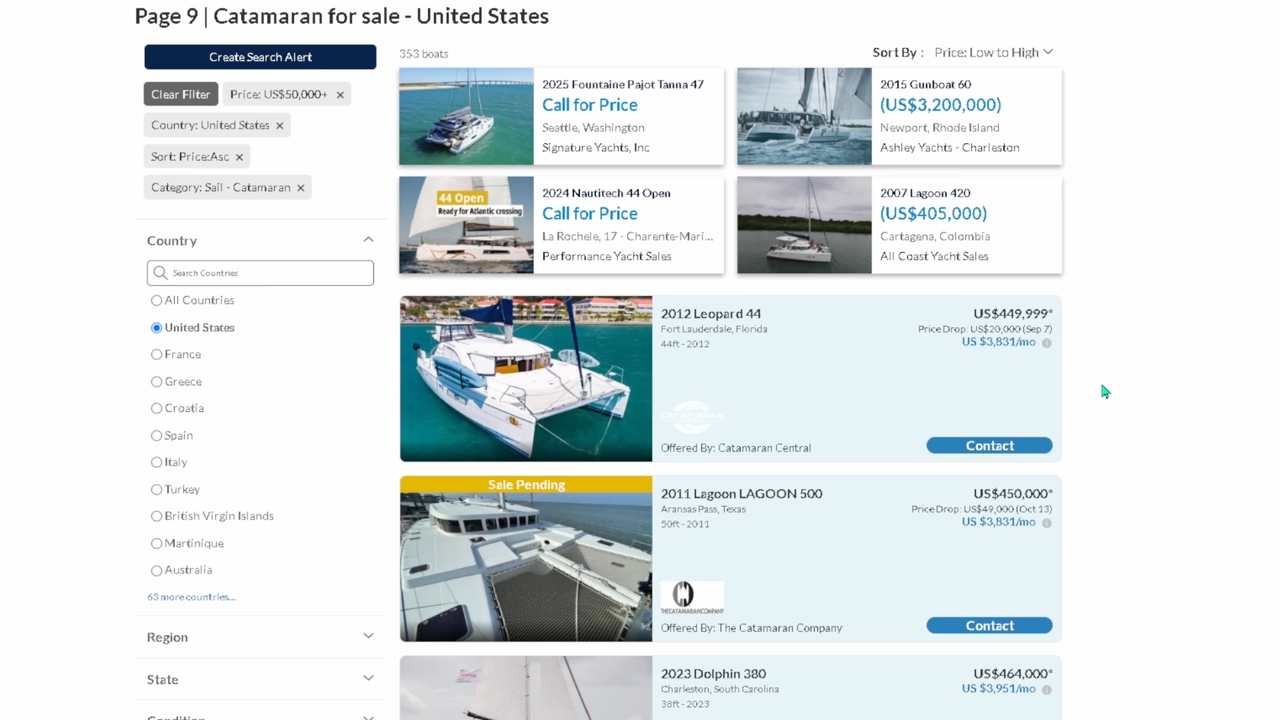 Page 9 | Catamaran for sale - United States
Create Search Alert
Clear Filter
Price: US$50,000+ ×
Country: United States ×
Sort: Price:Asc ×
Category: Sail - Catamaran ×
Country
Search Countries
All Countries
United States
France
Greece
Croatia
Spain
Italy
Turkey
British Virgin Islands
Martinique
Australia
63 more countries...
Region
State
Condition
353 boats
Sort By : Price: Low to High
2025 Fountaine Pajot Tanna 47
Call for Price
Seattle, Washington
Signature Yachts, Inc
2015 Gunboat 60
(US$3,200,000)
Newport, Rhode Island
Ashley Yachts - Charleston
44 Open
Ready for Atlantic crossing
2024 Nautitech 44 Open
Call for Price
La Rochele, 17 - Charente-Mari...
Performance Yacht Sales
2007 Lagoon 420
(US$405,000)
Cartagena, Colombia
All Coast Yacht Sales
2012 Leopard 44
Fort Lauderdale, Florida
44ft - 2012
US$449,999*
Price Drop: US$20,000 (Sep 7)
US $3,831/mo
CATAMARAN
Offered By: Catamaran Central
Contact
Sale Pending
2011 Lagoon LAGOON 500
Aransas Pass, Texas
50ft - 2011
US$450,000*
Price Drop: US$49,000 (Oct 13)
US $3,831/mo
THECATAMARANCOMPANY
Offered By: The Catamaran Company
Contact
2023 Dolphin 380
Charleston, South Carolina
38ft - 2023
US$464,000*
US $3,951/mo